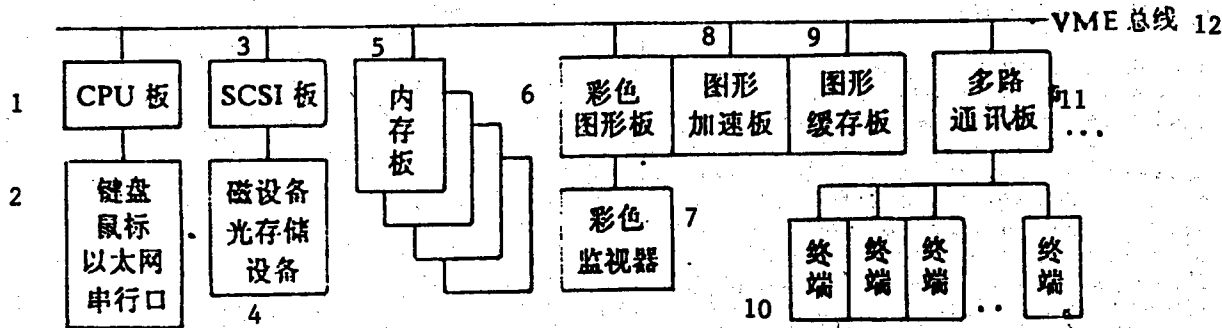 VME 总线 12
3
5
8
9
1
CPU 板
SCSI 板
内
存
板
6
彩色
图形板
图形
加速板
图形
缓存板
多路
通讯板
11
...
2
键盘
鼠标
以太网
串行口
磁设备
光存储
设备
4
彩色
监视器
7
10
终
端
终
端
终
端
..
终
端